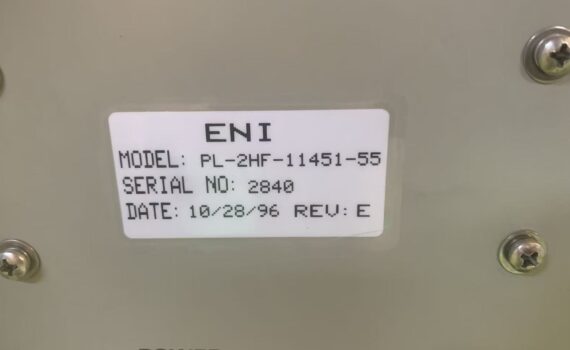 ENI
MODEL: PL-2HF-11451-55
SERIAL NO: 2840
DATE: 10/28/96 REV: E